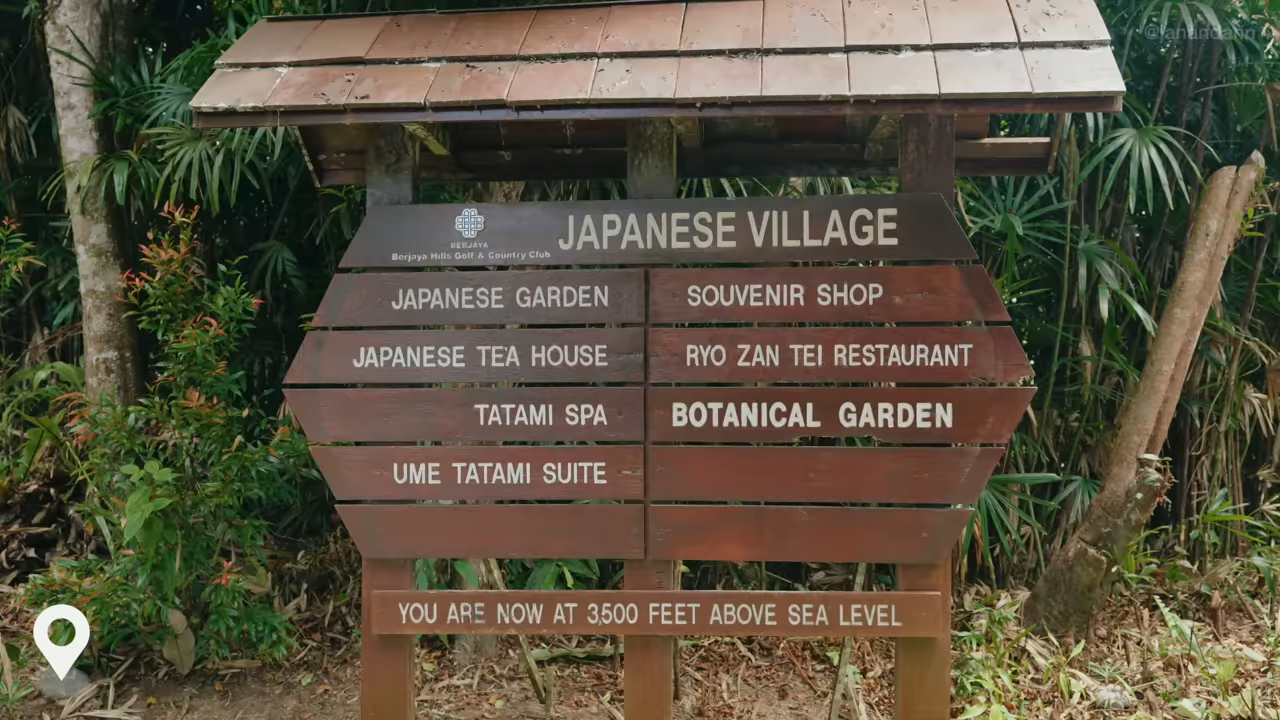 JAPANESE VILLAGE
BERJAYA
Berjaya Hills Golf & Country Club
JAPANESE GARDEN
SOUVENIR SHOP
JAPANESE TEA HOUSE
RYO ZAN TEI RESTAURANT
TATAMI SPA
BOTANICAL GARDEN
UME TATAMI SUITE
YOU ARE NOW AT 3,500 FEET ABOVE SEA LEVEL